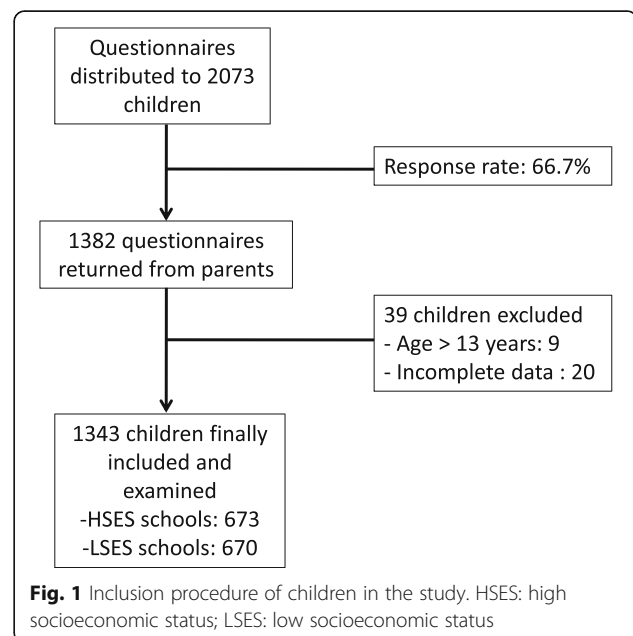 Questionnaires
distributed to 2073
children
Response rate: 66.7%
1382 questionnaires
returned from parents
39 children excluded
- Age > 13 years: 9
- Incomplete data : 20
1343 children finally
included and
examined
-HSES schools: 673
-LSES schools: 670
Fig. 1 Inclusion procedure of children in the study. HSES: high
socioeconomic status; LSES: low socioeconomic status